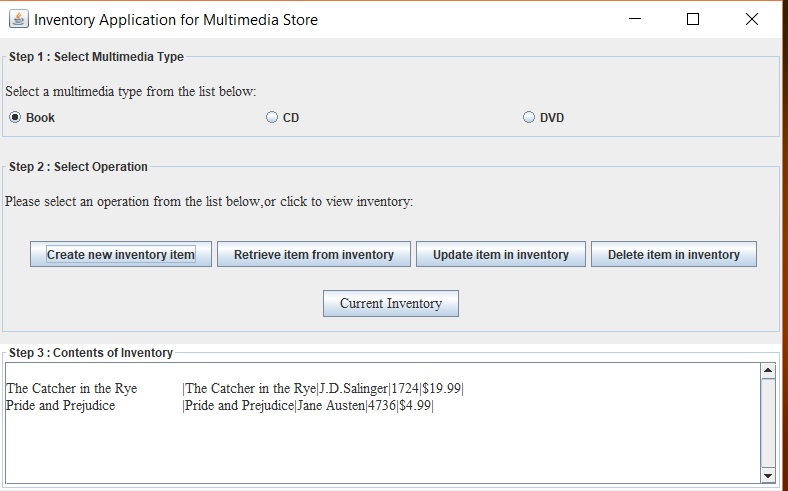 Inventory Application for Multimedia Store
Step 1 : Select Multimedia Type
Select a multimedia type from the list below:
Book CD DVD
Step 2 : Select Operation
Please select an operation from the list below,or click to view inventory:
Create new inventory item Retrieve item from inventory Update item in inventory Delete item in inventory
Current Inventory
Step 3 : Contents of Inventory
The Catcher in the Rye |The Catcher in the Rye|J.D.Salinger|1724|$19.99|
Pride and Prejudice |Pride and Prejudice|Jane Austen|4736|$4.99|